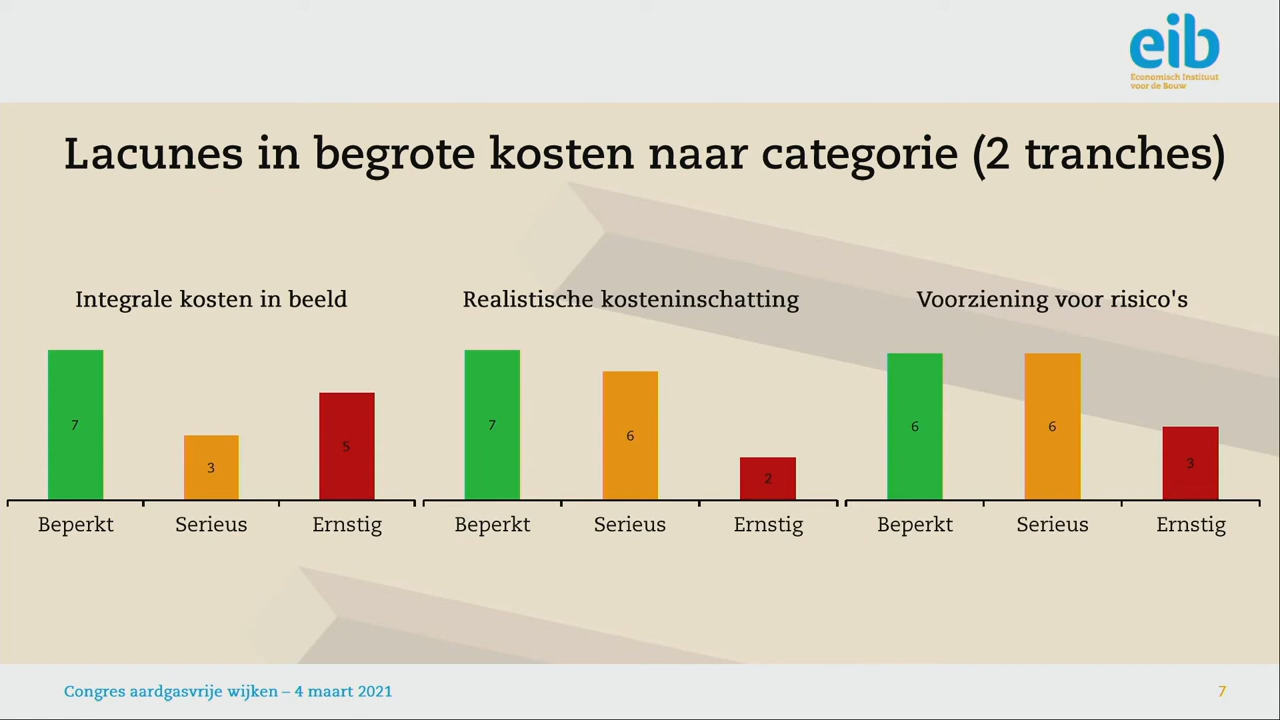 eib
Economisch Instituut
voor de Bouw
Lacunes in begrote kosten naar categorie (2 tranches)
Integrale kosten in beeld
7
3
5
Beperkt
Serieus
Ernstig
Realistische kosteninschatting
7
6
2
Beperkt
Serieus
Ernstig
Voorziening voor risico's
6
6
3
Beperkt
Serieus
Ernstig
Congres aardgasvrije wijken – 4 maart 2021
7